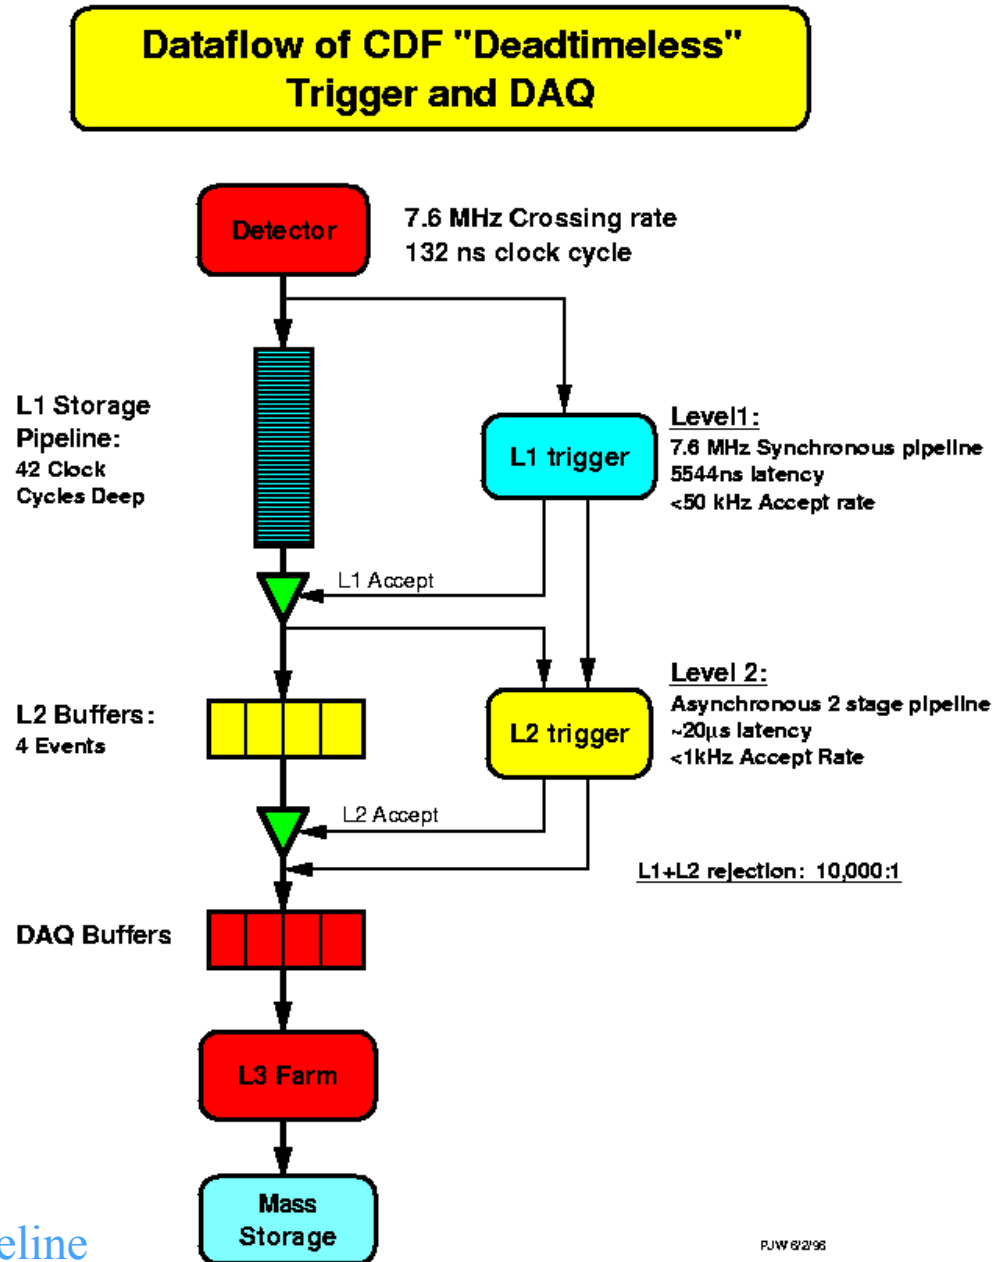 Dataflow of CDF "Deadtimeless"
Trigger and DAQ
Detector
7.6 MHz Crossing rate
132 ns clock cycle
L1 Storage
Pipeline:
42 Clock
Cycles Deep
L1 trigger
Level1:
7.6 MHz Synchronous pipeline
5544ns latency
<50 kHz Accept rate
L1 Accept
L2 Buffers:
4 Events
L2 trigger
Level 2:
Asynchronous 2 stage pipeline
~20µs latency
<1kHz Accept Rate
L2 Accept
L1+L2 rejection: 10,000:1
DAQ Buffers
L3 Farm
Mass
Storage
eline
PJW 6/2/96